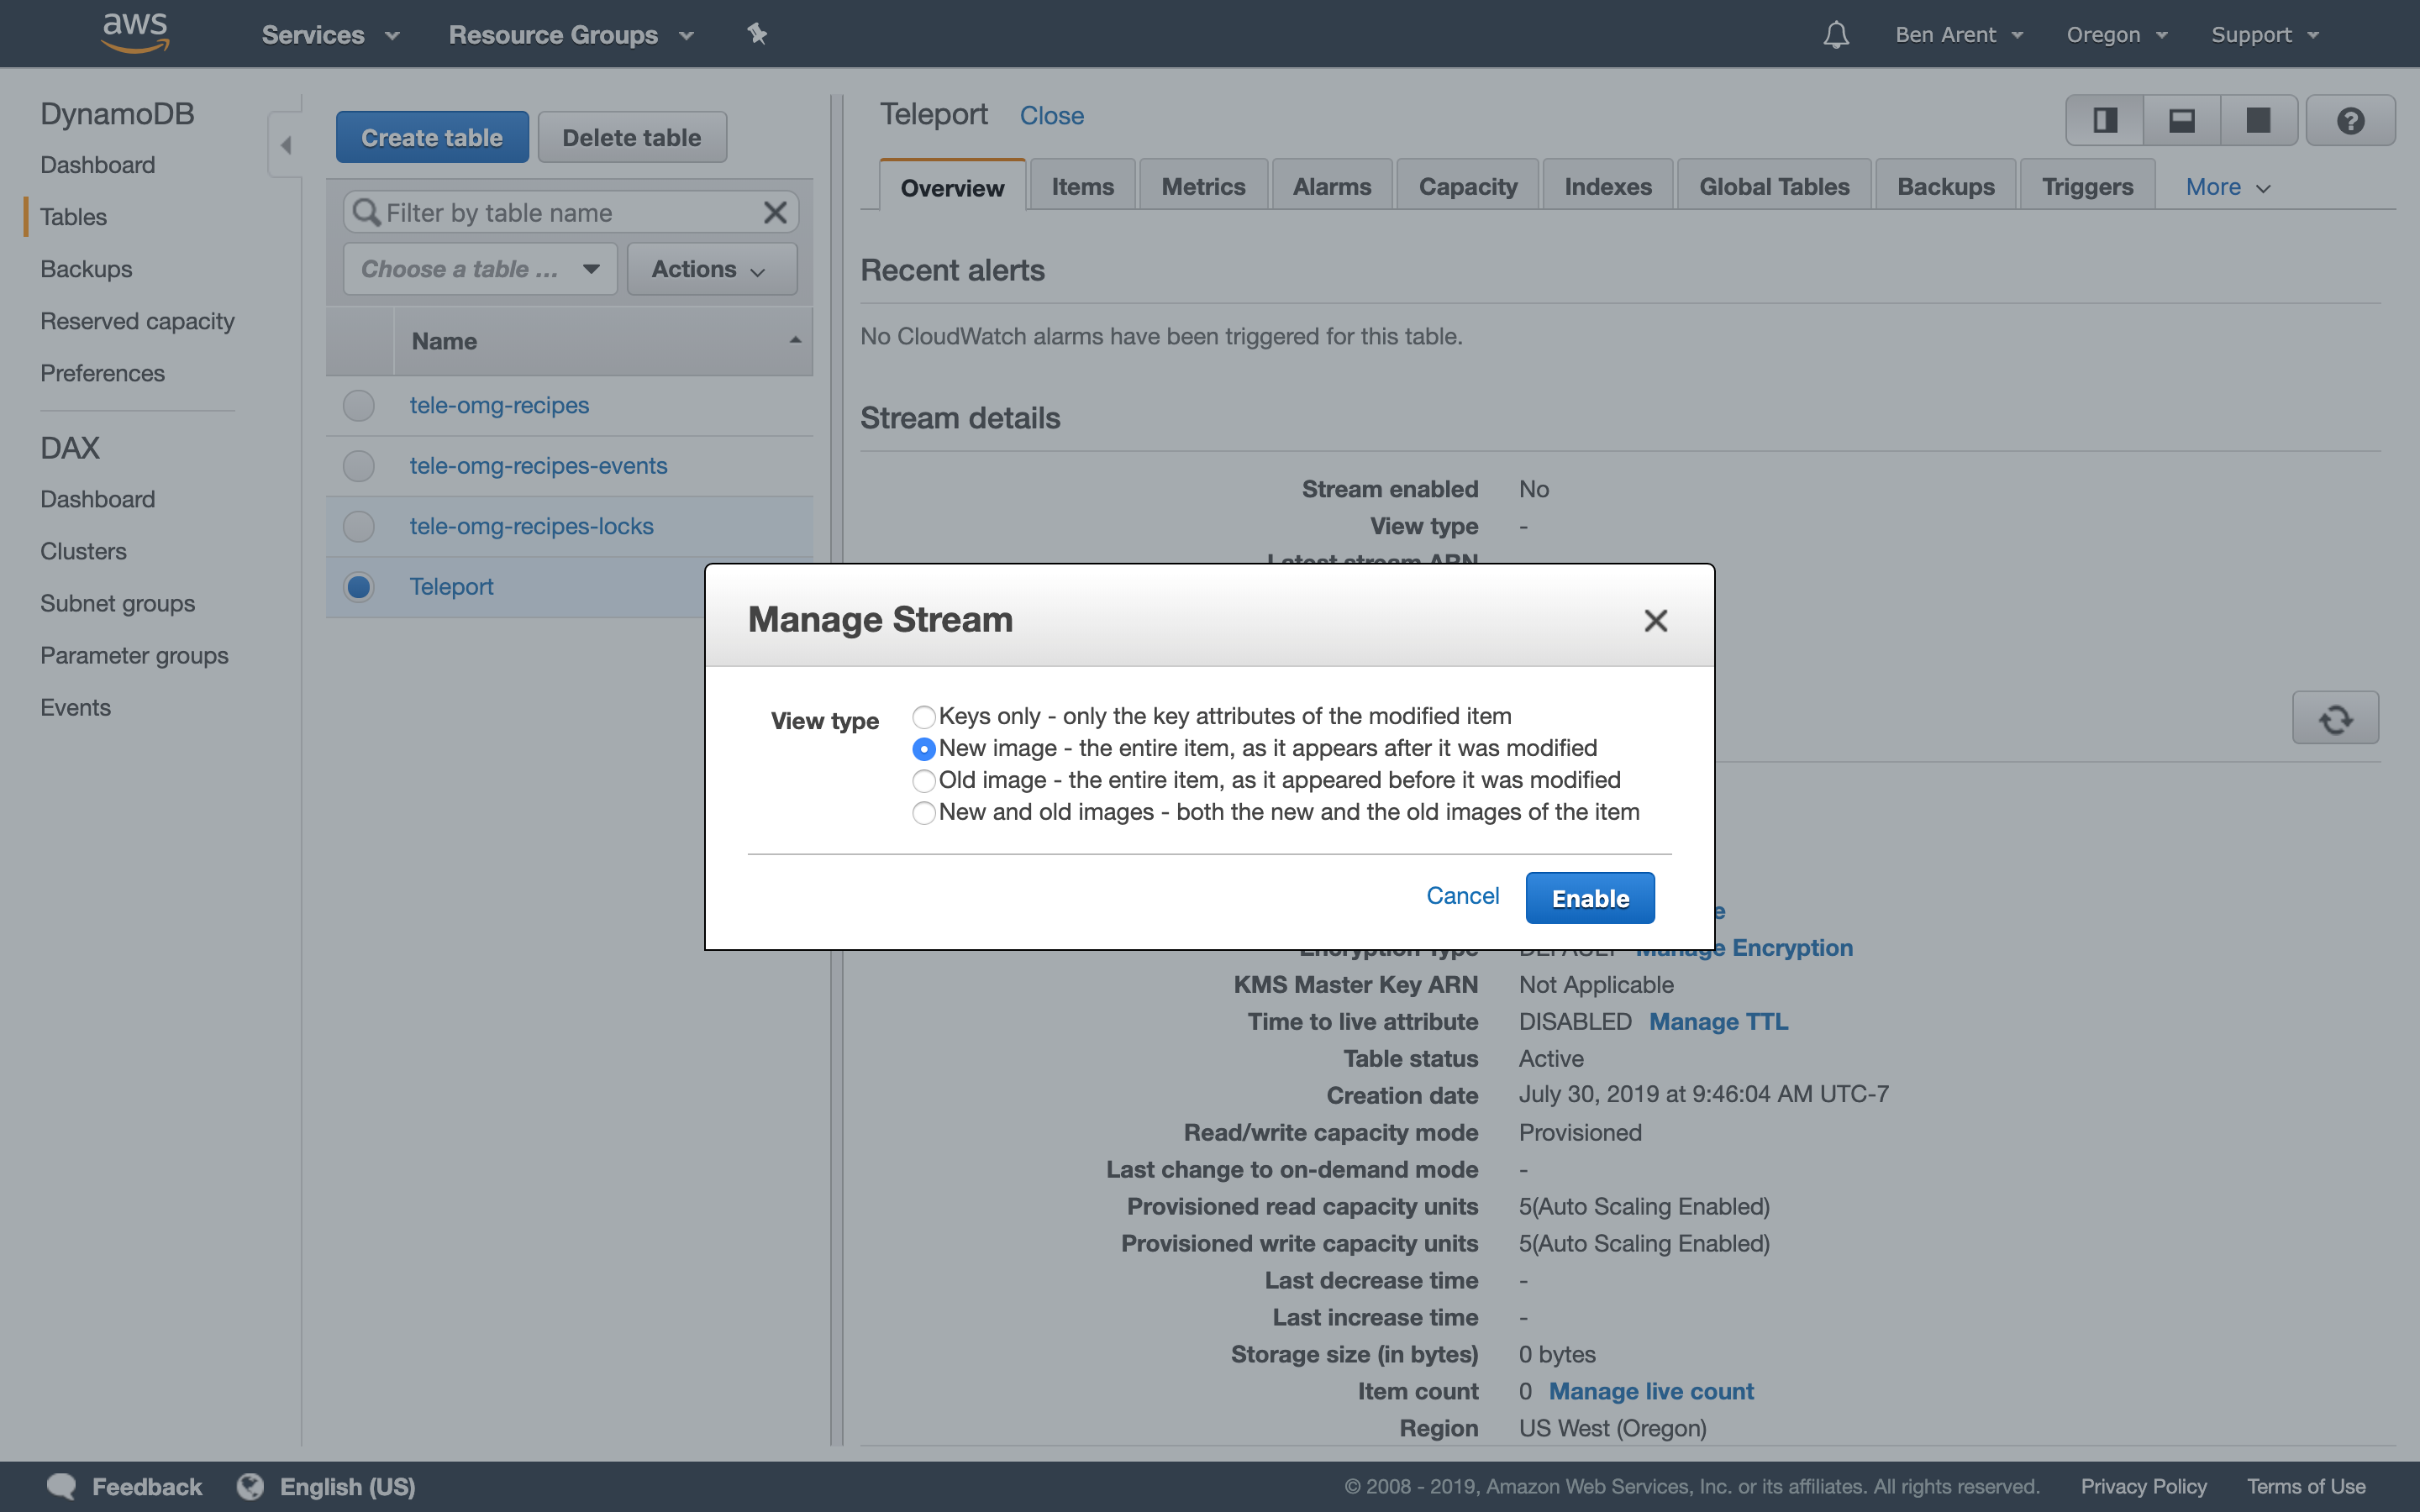 aws
Services
Resource Groups
Ben Arent
Oregon
Support
DynamoDB
Dashboard
Tables
Backups
Reserved capacity
Preferences
DAX
Dashboard
Clusters
Subnet groups
Parameter groups
Events
Create table
Delete table
Filter by table name
Choose a table ...
Actions
Name
tele-omg-recipes
tele-omg-recipes-events
tele-omg-recipes-locks
Teleport
Teleport Close
Overview
Items
Metrics
Alarms
Capacity
Indexes
Global Tables
Backups
Triggers
More
Recent alerts
No CloudWatch alarms have been triggered for this table.
Stream details
Stream enabled No
View type -
Latest stream ARN
Manage Stream
View type
Keys only - only the key attributes of the modified item
New image - the entire item, as it appears after it was modified
Old image - the entire item, as it appeared before it was modified
New and old images - both the new and the old images of the item
Cancel
Enable
Encryption Type DEFAULT Manage Encryption
KMS Master Key ARN Not Applicable
Time to live attribute DISABLED Manage TTL
Table status Active
Creation date July 30, 2019 at 9:46:04 AM UTC-7
Read/write capacity mode Provisioned
Last change to on-demand mode -
Provisioned read capacity units 5(Auto Scaling Enabled)
Provisioned write capacity units 5(Auto Scaling Enabled)
Last decrease time -
Last increase time -
Storage size (in bytes) 0 bytes
Item count 0 Manage live count
Region US West (Oregon)
Feedback
English (US)
© 2008 - 2019, Amazon Web Services, Inc. or its affiliates. All rights reserved.
Privacy Policy
Terms of Use